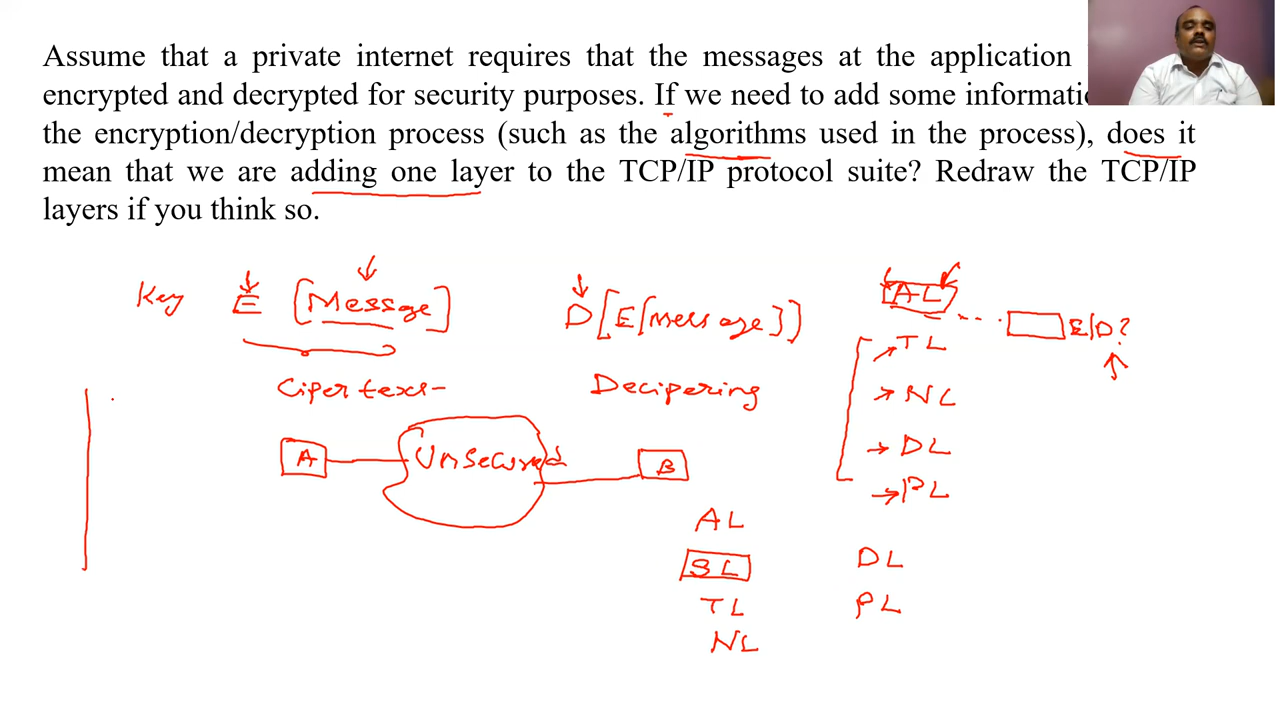 Assume that a private internet requires that the messages at the application
encrypted and decrypted for security purposes. If we need to add some informati
the encryption/decryption process (such as the algorithms used in the process), does it
mean that we are adding one layer to the TCP/IP protocol suite? Redraw the TCP/IP
layers if you think so.
Key E [Message] D[E[message]] AL
E/D?
TL
Cipertext Decipering NL
A Unsecured B DL
PL
AL
SL DL
TL PL
NL